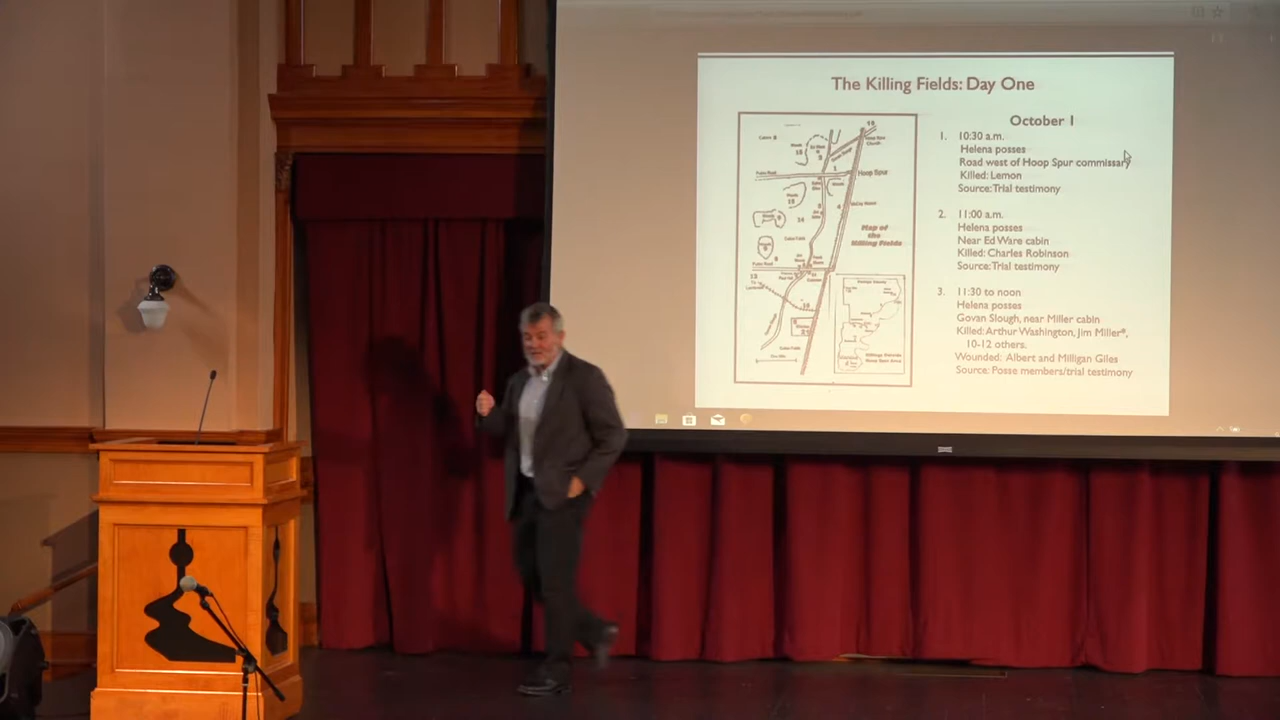 The Killing Fields: Day One
October 1
1. 10:30 a.m.
Helena posses
Road west of Hoop Spur commissary
Killed: Lemon
Source: Trial testimony
2. 11:00 a.m.
Helena posses
Near Ed Ware cabin
Killed: Charles Robinson
Source: Trial testimony
3. 11:30 to noon
Helena posses
Govan Slough, near Miller cabin
Killed: Arthur Washington, Jim Miller*,
10-12 others.
Wounded: Albert and Milligan Giles
Source: Posse members/trial testimony
Hoop Spur
Map of
the
Killing Fields